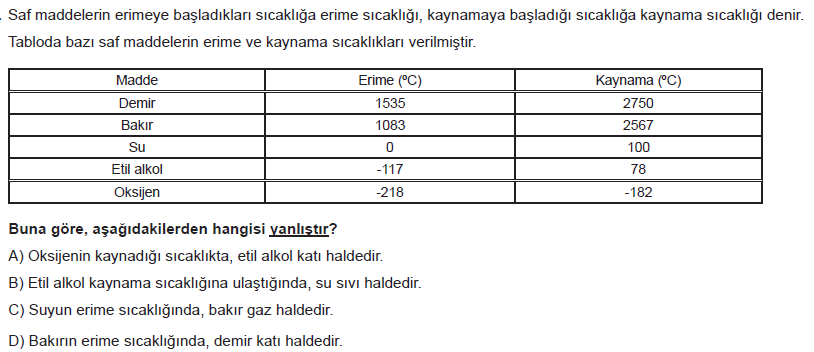 . Saf maddelerin erimeye başladıkları sıcaklığa erime sıcaklığı, kaynamaya başladığı sıcaklığa kaynama sıcaklığı denir.
Tabloda bazı saf maddelerin erime ve kaynama sıcaklıkları verilmiştir.
Madde Erime (ºC) Kaynama (ºC)
Demir 1535 2750
Bakır 1083 2567
Su 0 100
Etil alkol -117 78
Oksijen -218 -182
Buna göre, aşağıdakilerden hangisi yanlıştır?
A) Oksijenin kaynadığı sıcaklıkta, etil alkol katı haldedir.
B) Etil alkol kaynama sıcaklığına ulaştığında, su sıvı haldedir.
C) Suyun erime sıcaklığında, bakır gaz haldedir.
D) Bakırın erime sıcaklığında, demir katı haldedir.